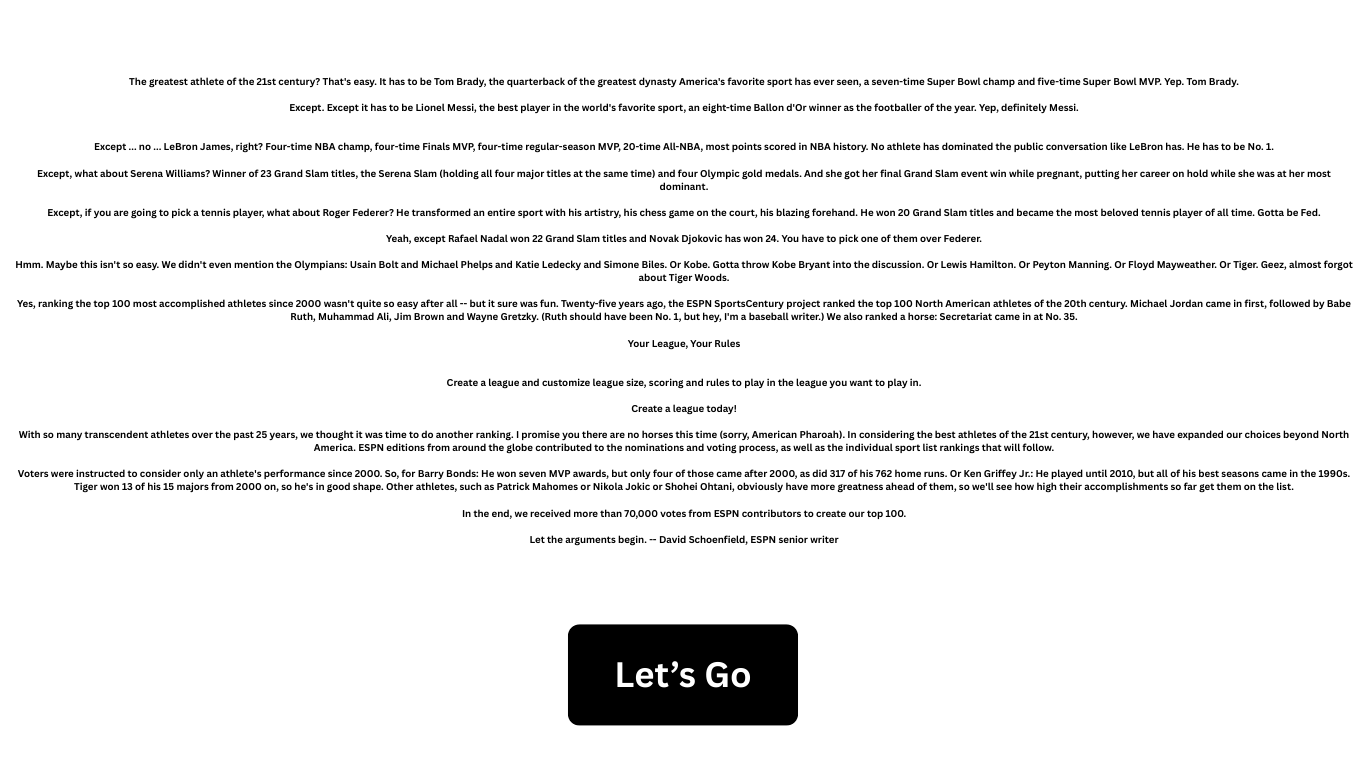 The greatest athlete of the 21st century? That's easy. It has to be Tom Brady, the quarterback of the greatest dynasty America's favorite sport has ever seen, a seven-time Super Bowl champ and five-time Super Bowl MVP. Yep. Tom Brady.
Except. Except it has to be Lionel Messi, the best player in the world's favorite sport, an eight-time Ballon d'Or winner as the footballer of the year. Yep, definitely Messi.
Except ... no ... LeBron James, right? Four-time NBA champ, four-time Finals MVP, four-time regular-season MVP, 20-time All-NBA, most points scored in NBA history. No athlete has dominated the public conversation like LeBron has. He has to be No. 1.
Except, what about Serena Williams? Winner of 23 Grand Slam titles, the Serena Slam (holding all four major titles at the same time) and four Olympic gold medals. And she got her final Grand Slam event win while pregnant, putting her career on hold while she was at her most
dominant.
Except, if you are going to pick a tennis player, what about Roger Federer? He transformed an entire sport with his artistry, his chess game on the court, his blazing forehand. He won 20 Grand Slam titles and became the most beloved tennis player of all time. Gotta be Fed.
Yeah, except Rafael Nadal won 22 Grand Slam titles and Novak Djokovic has won 24. You have to pick one of them over Federer.
Hmm. Maybe this isn't so easy. We didn't even mention the Olympians: Usain Bolt and Michael Phelps and Katie Ledecky and Simone Biles. Or Kobe. Gotta throw Kobe Bryant into the discussion. Or Lewis Hamilton. Or Peyton Manning. Or Floyd Mayweather. Or Tiger. Geez, almost forgot
about Tiger Woods.
Yes, ranking the top 100 most accomplished athletes since 2000 wasn't quite so easy after all -- but it sure was fun. Twenty-five years ago, the ESPN SportsCentury project ranked the top 100 North American athletes of the 20th century. Michael Jordan came in first, followed by Babe
Ruth, Muhammad Ali, Jim Brown and Wayne Gretzky. (Ruth should have been No. 1, but hey, I'm a baseball writer.) We also ranked a horse: Secretariat came in at No. 35.
Your League, Your Rules
Create a league and customize league size, scoring and rules to play in the league you want to play in.
Create a league today!
With so many transcendent athletes over the past 25 years, we thought it was time to do another ranking. I promise you there are no horses this time (sorry, American Pharoah). In considering the best athletes of the 21st century, however, we have expanded our choices beyond North
America. ESPN editions from around the globe contributed to the nominations and voting process, as well as the individual sport list rankings that will follow.
Voters were instructed to consider only an athlete's performance since 2000. So, for Barry Bonds: He won seven MVP awards, but only four of those came after 2000, as did 317 of his 762 home runs. Or Ken Griffey Jr.: He played until 2010, but all of his best seasons came in the 1990s.
Tiger won 13 of his 15 majors from 2000 on, so he's in good shape. Other athletes, such as Patrick Mahomes or Nikola Jokic or Shohei Ohtani, obviously have more greatness ahead of them, so we'll see how high their accomplishments so far get them on the list.
In the end, we received more than 70,000 votes from ESPN contributors to create our top 100.
Let the arguments begin. -- David Schoenfield, ESPN senior writer
Let’s Go